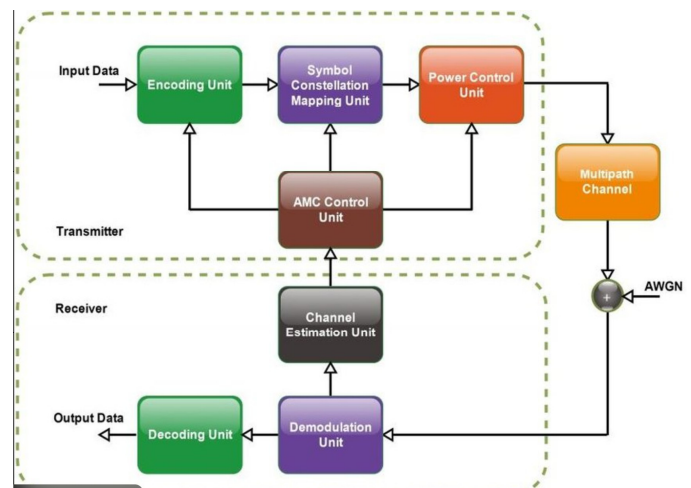 Input Data
Encoding Unit
Symbol
Constellation
Mapping Unit
Power Control
Unit
Multipath
Channel
AMC Control
Unit
Transmitter
AWGN
+
Receiver
Channel
Estimation Unit
Output Data
Decoding Unit
Demodulation
Unit